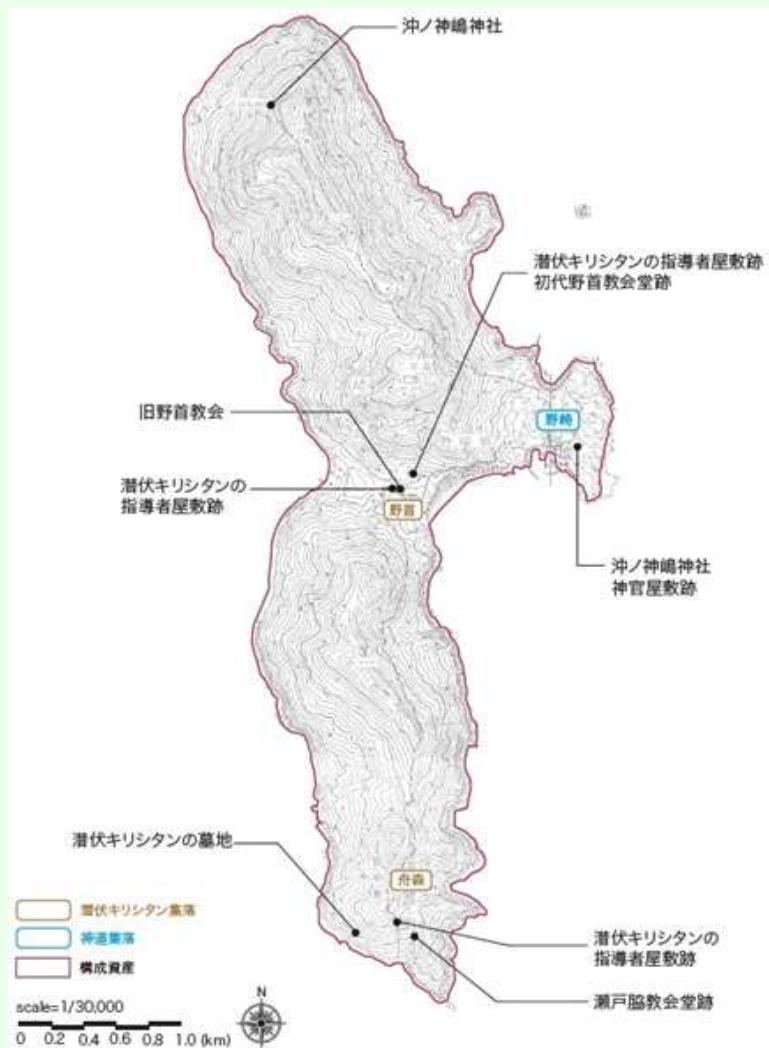 沖ノ神嶋神社
潜伏キリシタンの指導者屋敷跡
初代野首教会堂跡
野崎
旧野首教会
潜伏キリシタンの
指導者屋敷跡
野首
沖ノ神嶋神社
神官屋敷跡
潜伏キリシタンの墓地
舟森
潜伏キリシタン集落
神道集落
構成資産
潜伏キリシタンの
指導者屋敷跡
瀬戸脇教会堂跡
scale=1/30,000
N
0 0.2 0.4 0.6 0.8 1.0 (km)